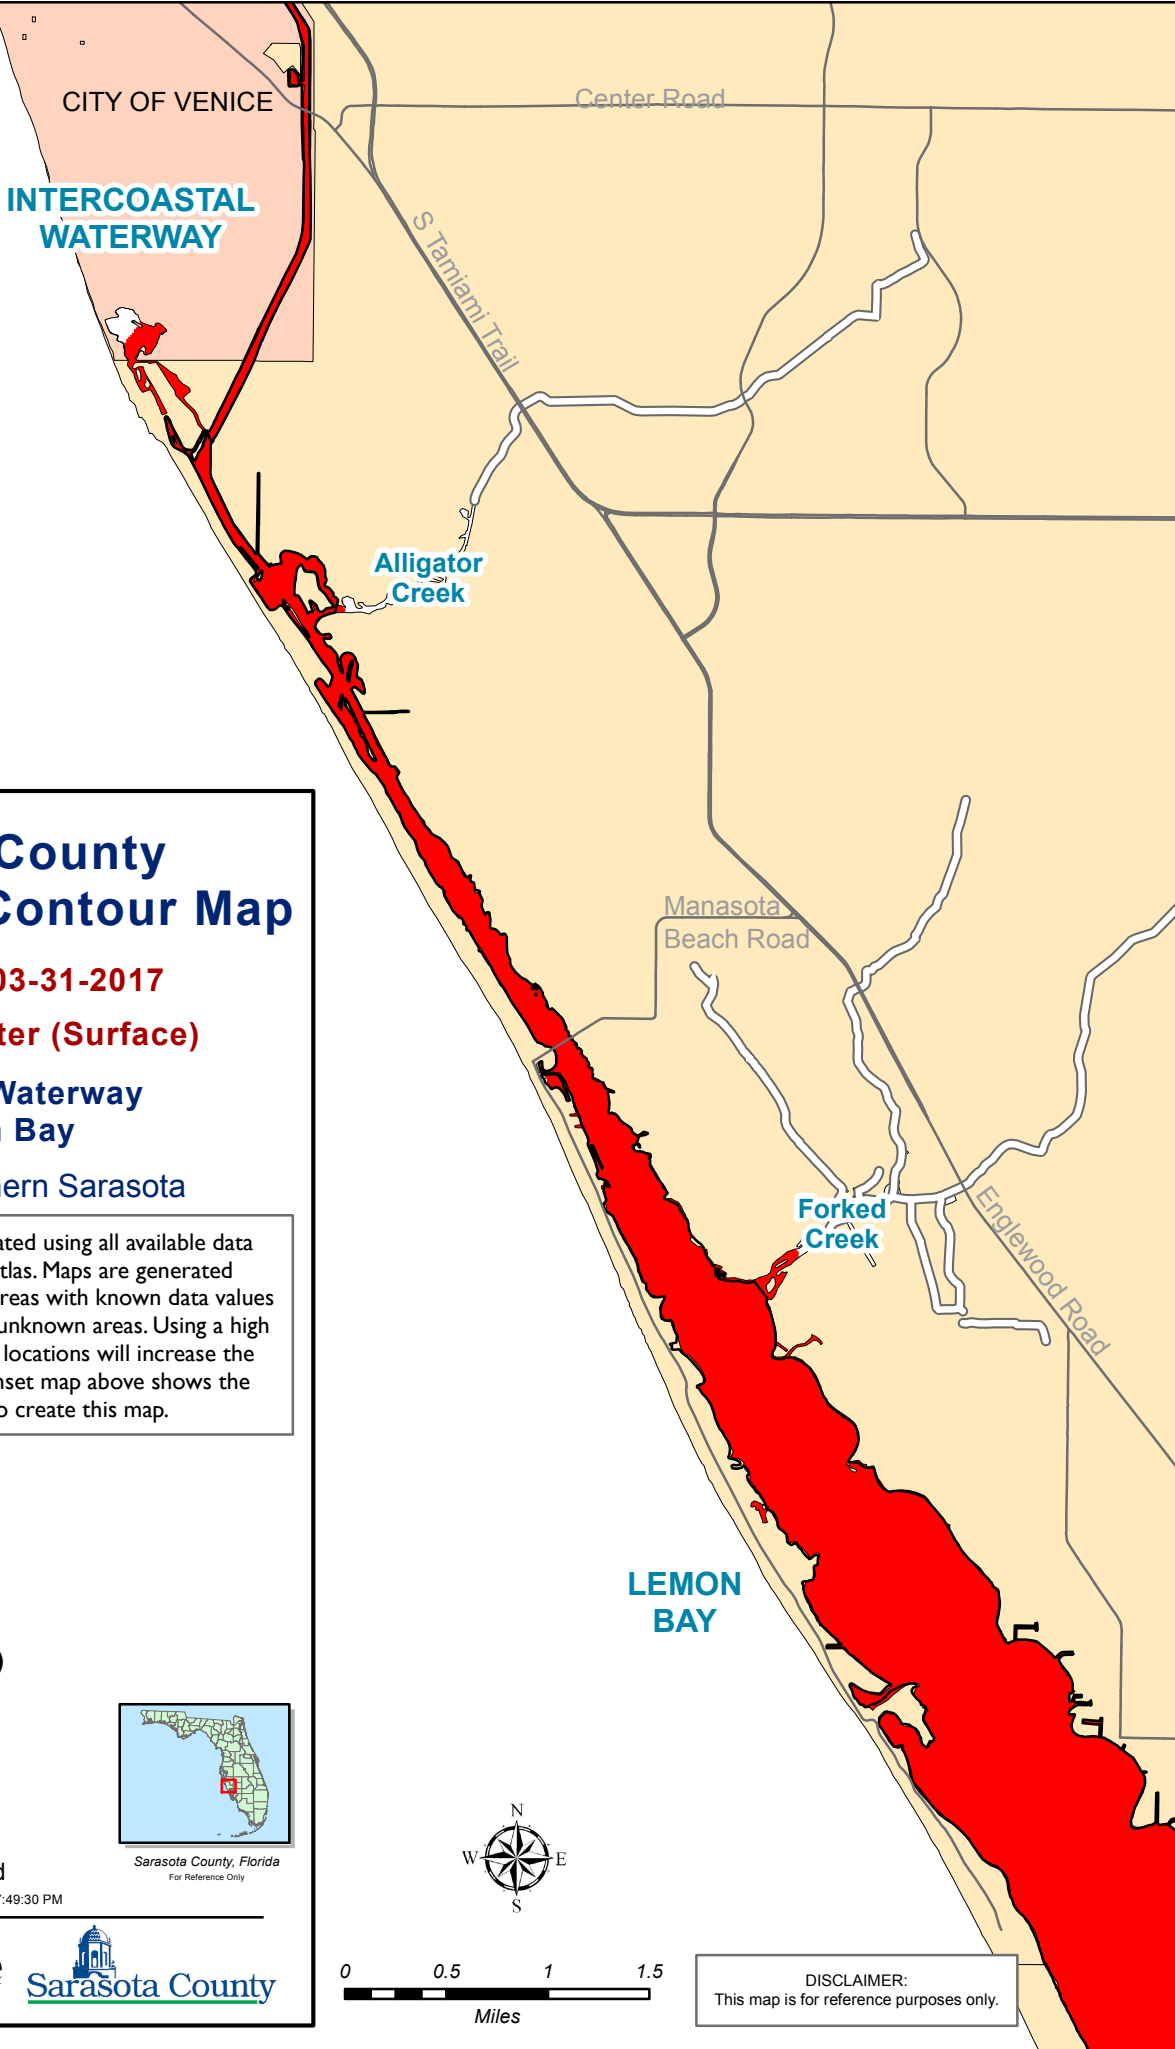 CITY OF VENICE
Center Road
INTERCOASTAL
WATERWAY
S Tamiami Trail
Alligator
Creek
County
Contour Map
03-31-2017
ter (Surface)
Waterway
Bay
ern Sarasota
ated using all available data
tlas. Maps are generated
reas with known data values
unknown areas. Using a high
locations will increase the
nset map above shows the
o create this map.
Manasota
Beach Road
Forked
Creek
Englewood Road
LEMON
BAY
)
Sarasota County, Florida
For Reference Only
d
:49:30 PM
Sarasota County
N
W E
S
0 0.5 1 1.5
Miles
DISCLAIMER:
This map is for reference purposes only.